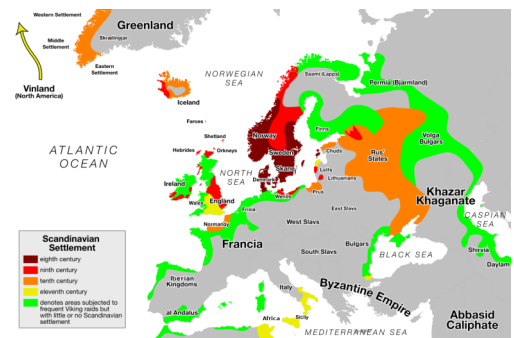 Western Settlement
Greenland
Skraelingjar
Middle
Settlement
Eastern
Settlement
Vinland
(North America)
NORWEGIAN
SEA
Saami (Lapps)
Permia (Bjarmland)
Iceland
Faroes
Shetland
Orkneys
Hebrides
Norway
Sweden
Finns
Chuds
Rus'
States
Volga
Bulgars
ATLANTIC
OCEAN
NORTH
SEA
Skåne
Denmark
Letts
Lithuanians
Prus
Ireland
England
Wales
Wends
Frisia
Normandy
East Slavs
West Slavs
Khazar
Khaganate
CASPIAN
SEA
Francia
South Slavs
Bulgars
BLACK SEA
Shirvan
Daylam
Scandinavian
Settlement
eighth century
ninth century
tenth century
eleventh century
denotes areas subjected to
frequent Viking raids but
with little or no Scandinavian
settlement
Iberian
Kingdoms
al Andalus
Italy
Sicily
Africa
Byzantine Empire
Abbasid
Caliphate
MEDITERRANEAN SEA